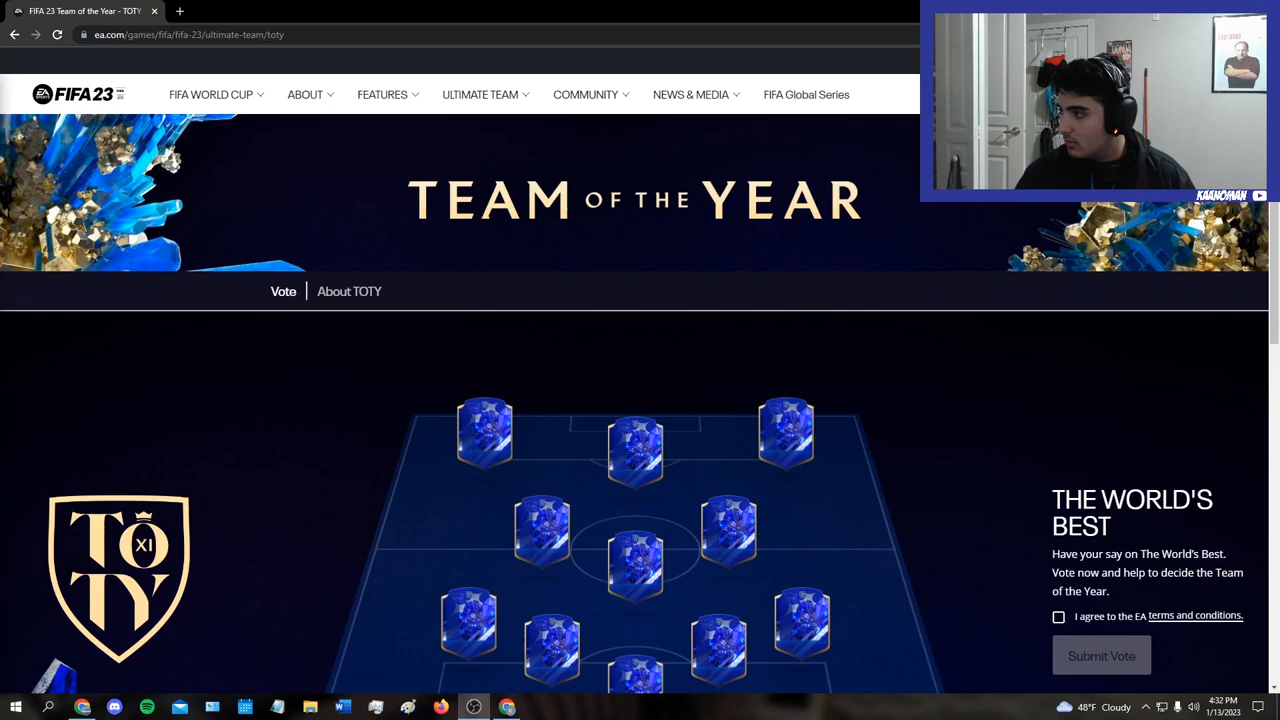 FIFA 23 Team of the Year - TOTY
ea.com/games/fifa/fifa-23/ultimate-team/toty
EA SPORTS FIFA 23
FIFA WORLD CUP
ABOUT
FEATURES
ULTIMATE TEAM
COMMUNITY
NEWS & MEDIA
FIFA Global Series
KAANOMAN
TEAM OF THE YEAR
Vote
About TOTY
TO
XI
TY
THE WORLD'S
BEST
Have your say on The World's Best.
Vote now and help to decide the Team
of the Year.
I agree to the EA terms and conditions.
Submit Vote
48°F Cloudy
4:32 PM
1/13/2023